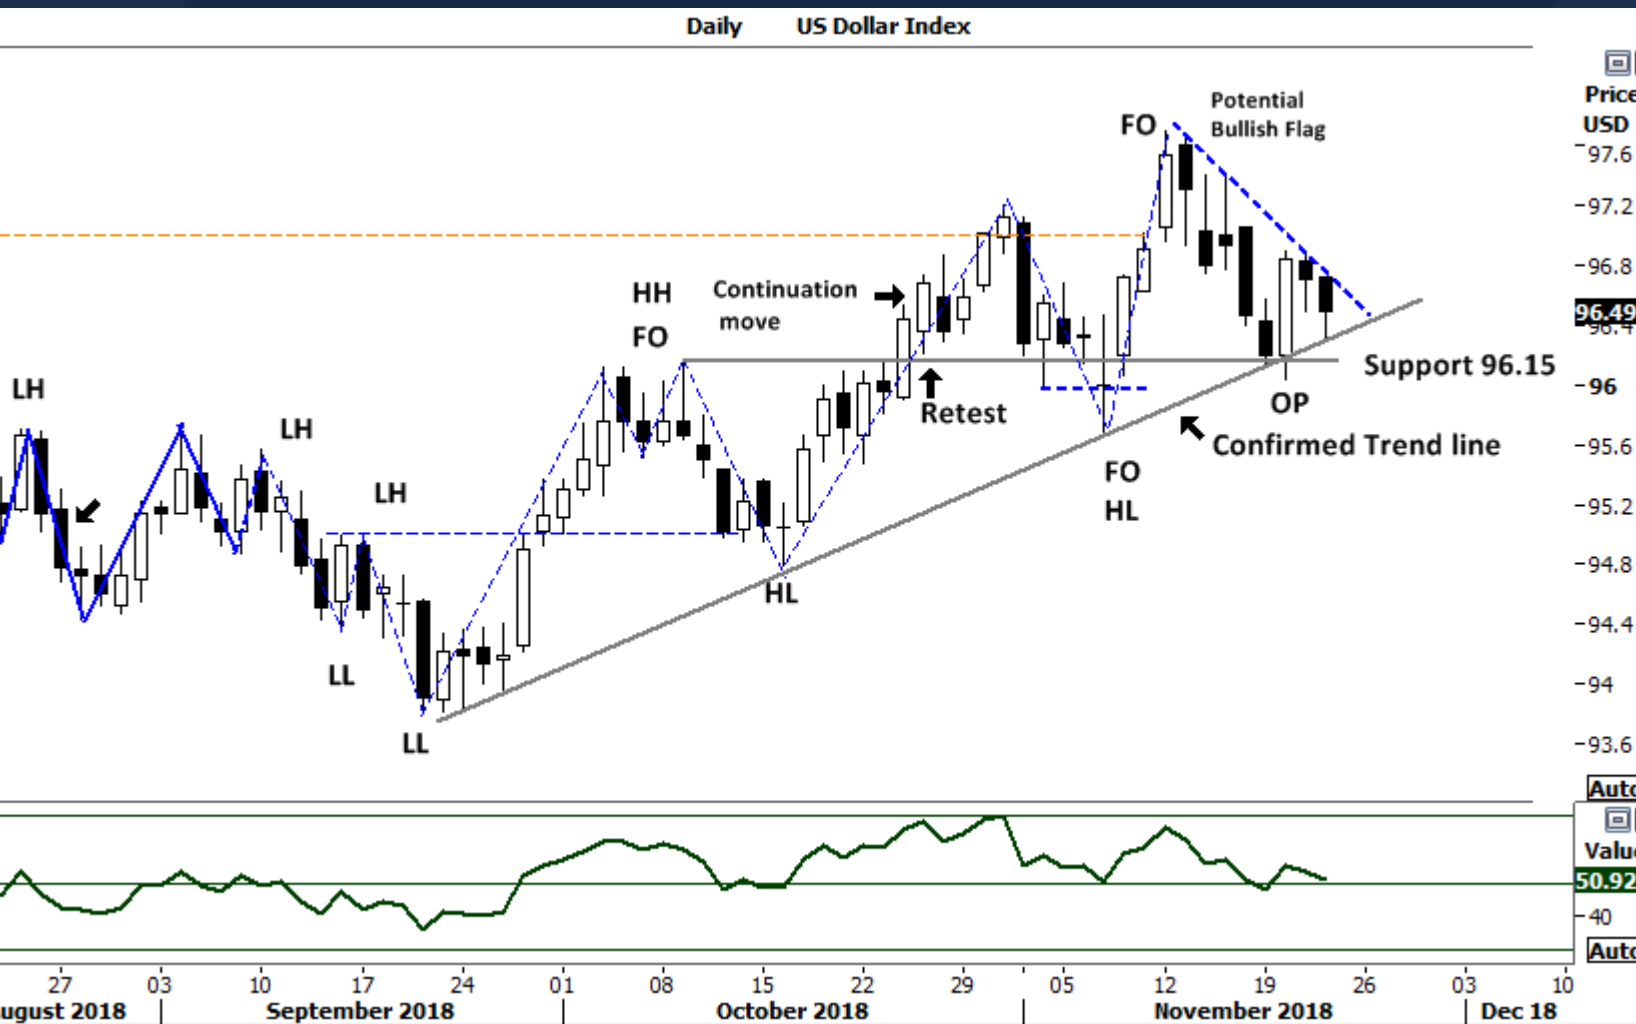 Daily US Dollar Index
Price
USD
97.6
97.2
96.8
96.49
96.4
96
95.6
95.2
94.8
94.4
94
93.6
Auto
FO
Potential
Bullish Flag
HH
FO
Continuation
move
LH
LH
LH
Retest
Support 96.15
OP
Confirmed Trend line
FO
HL
HL
LL
LL
Value
50.92
40
Auto
27 03 10 17 24 01 08 15 22 29 05 12 19 26 03 10
ugust 2018 September 2018 October 2018 November 2018 Dec 18